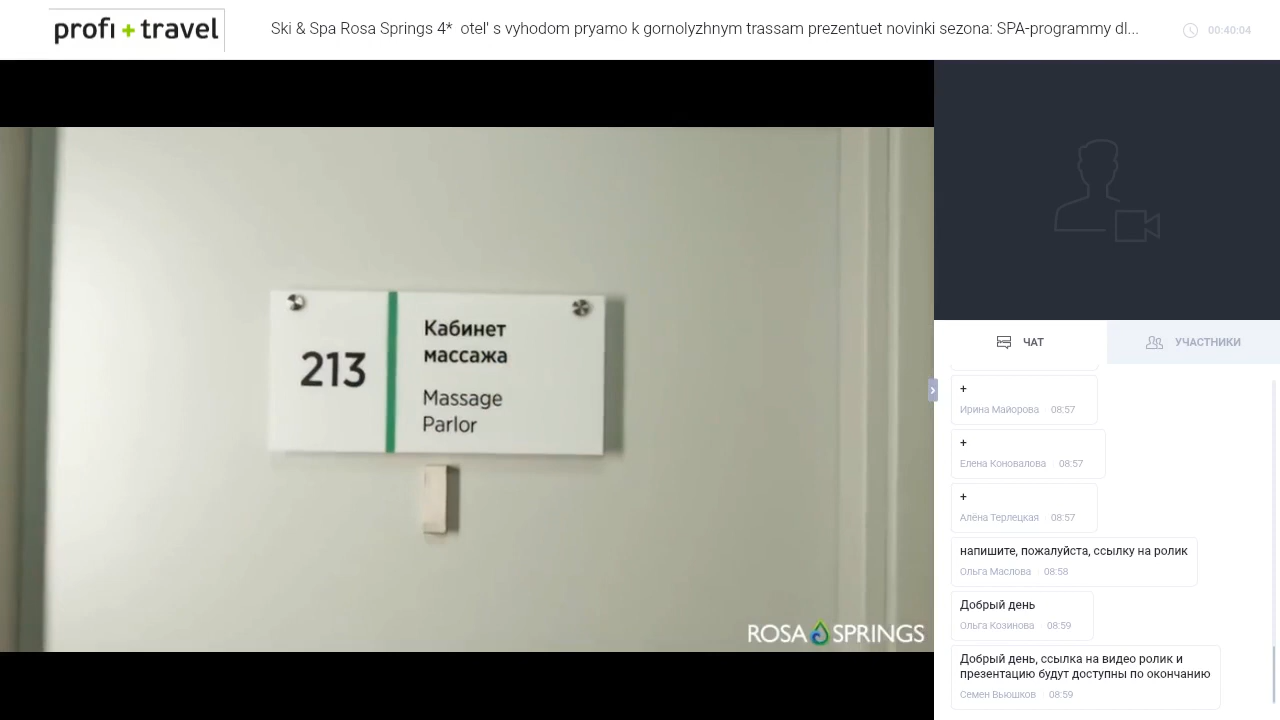 profi + travel
Ski & Spa Rosa Springs 4* otel' s vyhodom pryamo k gornolyzhnym trassam prezentuet novinki sezona: SPA-programmy dl...
00:40:04
213
Кабинет
массажа
Massage
Parlor
ROSA SPRINGS
ЧАТ
УЧАСТНИКИ
+
Ирина Майорова 08:57
+
Елена Коновалова 08:57
+
Алёна Терлецкая 08:57
напишите, пожалуйста, ссылку на ролик
Ольга Маслова 08:58
Добрый день
Ольга Козинова 08:59
Добрый день, ссылка на видео ролик и
презентацию будут доступны по окончанию
Семен Вьюшков 08:59